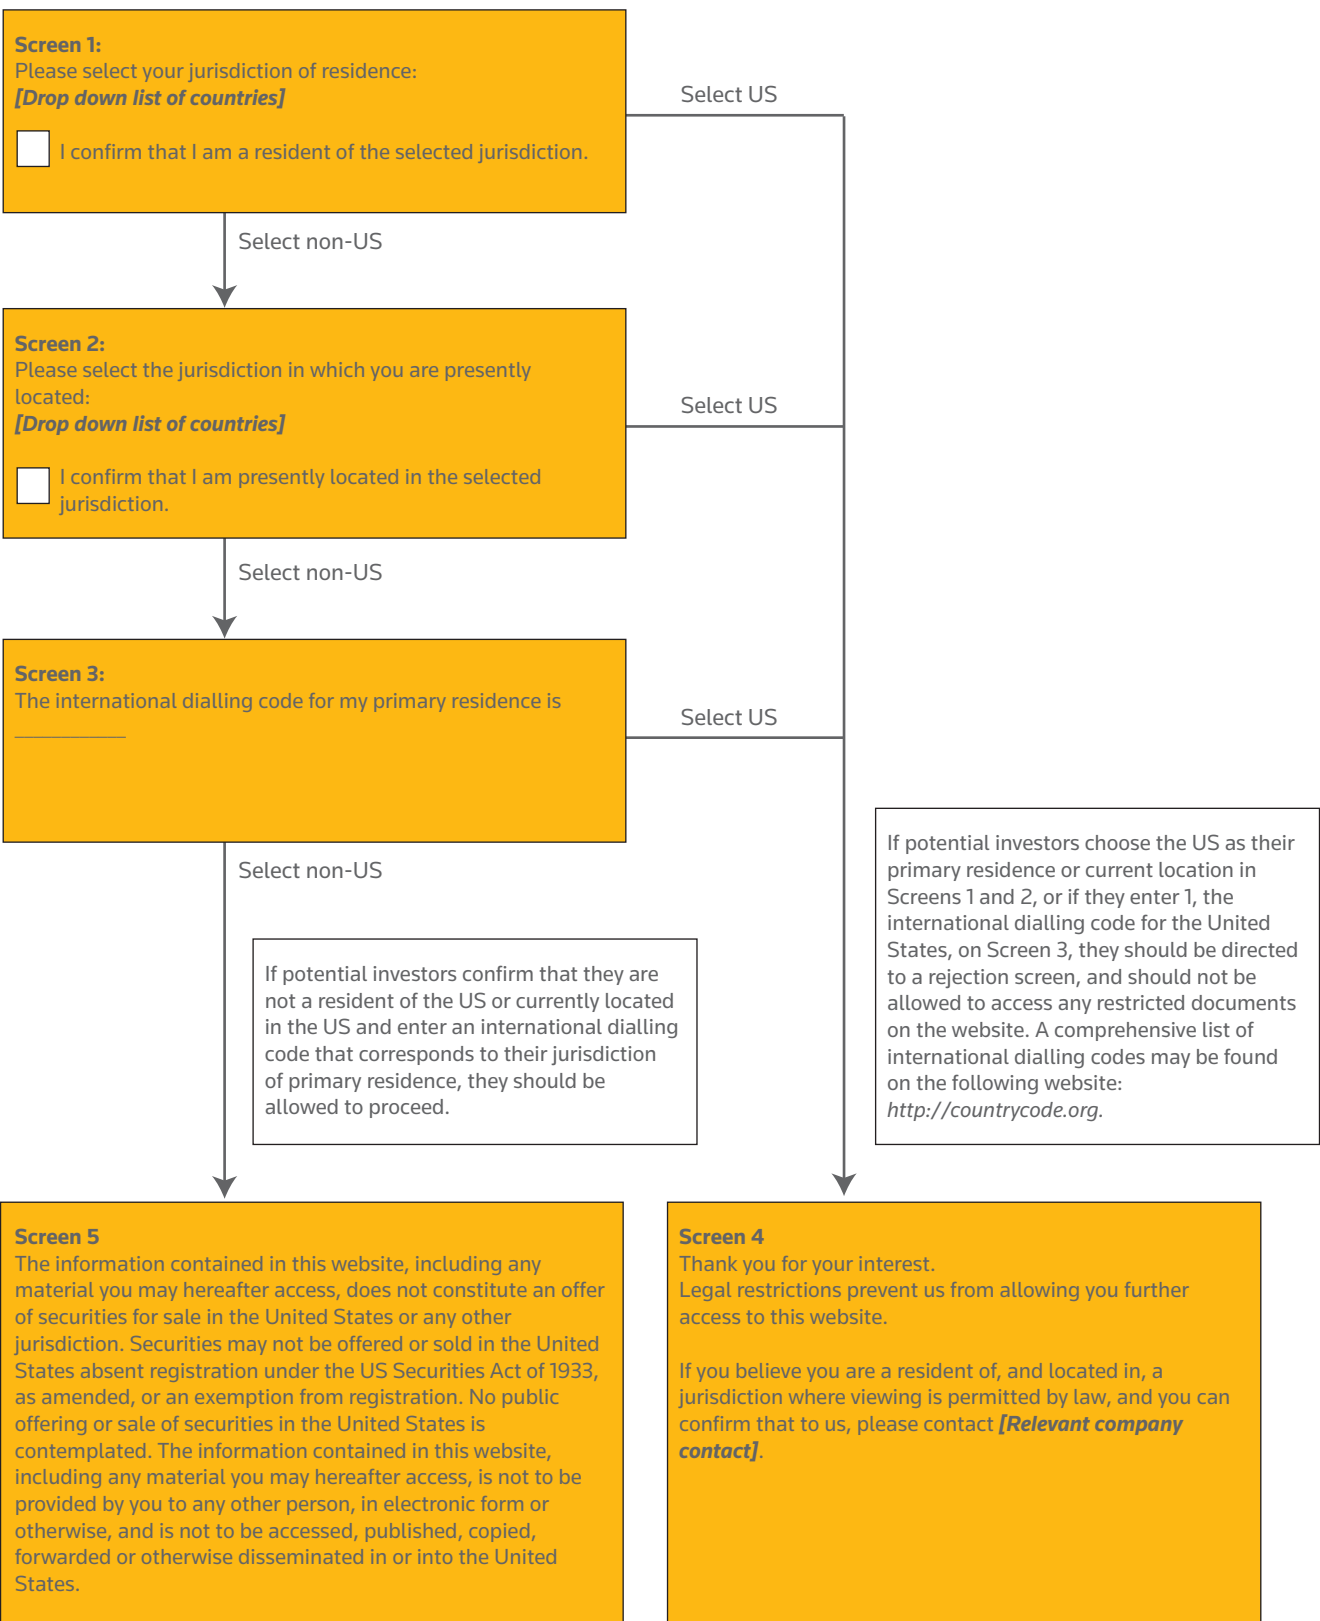 Screen 1:
Please select your jurisdiction of residence:
[Drop down list of countries]
I confirm that I am a resident of the selected jurisdiction.
Select US
Select non-US
Screen 2:
Please select the jurisdiction in which you are presently
located:
[Drop down list of countries]
I confirm that I am presently located in the selected
jurisdiction.
Select US
Select non-US
Screen 3:
The international dialling code for my primary residence is
Select US
Select non-US
If potential investors confirm that they are
not a resident of the US or currently located
in the US and enter an international dialling
code that corresponds to their jurisdiction
of primary residence, they should be
allowed to proceed.
If potential investors choose the US as their
primary residence or current location in
Screens 1 and 2, or if they enter 1, the
international dialling code for the United
States, on Screen 3, they should be directed
to a rejection screen, and should not be
allowed to access any restricted documents
on the website. A comprehensive list of
international dialling codes may be found
on the following website:
http://countrycode.org.
Screen 5
The information contained in this website, including any
material you may hereafter access, does not constitute an offer
of securities for sale in the United States or any other
jurisdiction. Securities may not be offered or sold in the United
States absent registration under the US Securities Act of 1933,
as amended, or an exemption from registration. No public
offering or sale of securities in the United States is
contemplated. The information contained in this website,
including any material you may hereafter access, is not to be
provided by you to any other person, in electronic form or
otherwise, and is not to be accessed, published, copied,
forwarded or otherwise disseminated in or into the United
States.
Screen 4
Thank you for your interest.
Legal restrictions prevent us from allowing you further
access to this website.
If you believe you are a resident of, and located in, a
jurisdiction where viewing is permitted by law, and you can
confirm that to us, please contact [Relevant company
contact].